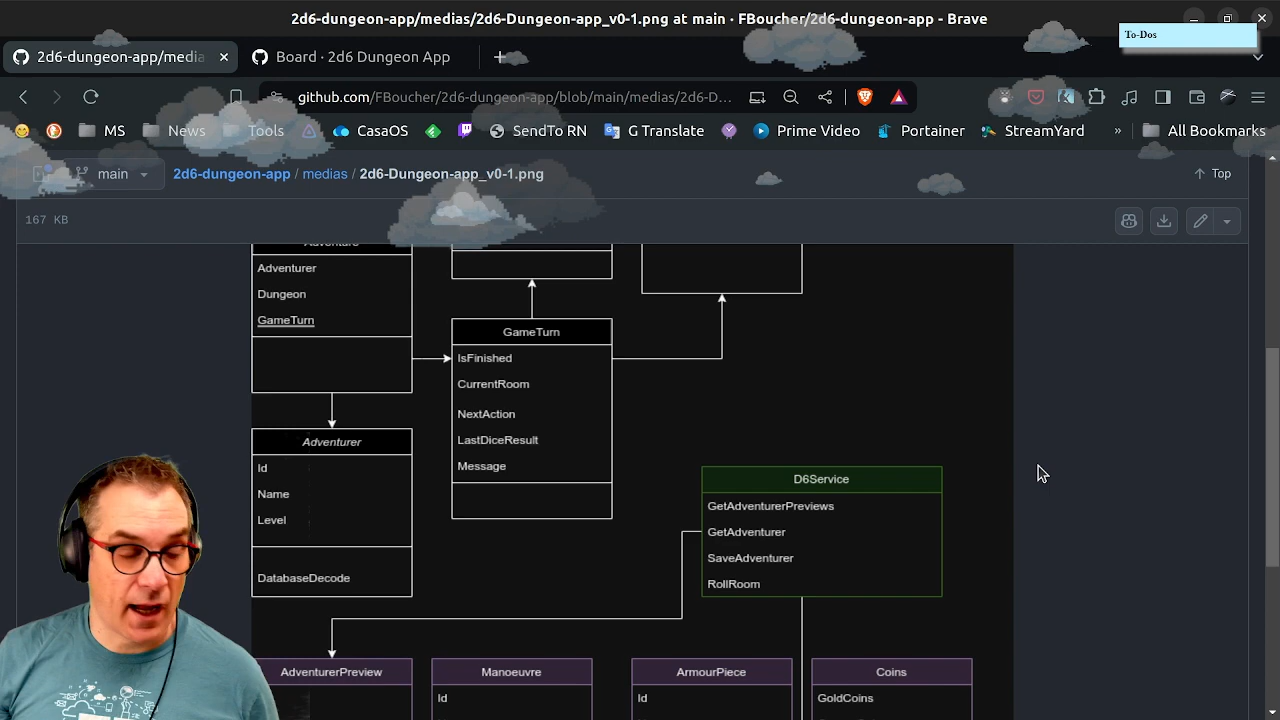 2d6-dungeon-app/medias/2d6-Dungeon-app_v0-1.png at main · FBoucher/2d6-dungeon-app - Brave
To-Dos
2d6-dungeon-app/media
Board · 2d6 Dungeon App
github.com/FBoucher/2d6-dungeon-app/blob/main/medias/2d6-D...
MS
News
Tools
CasaOS
SendTo RN
G Translate
Prime Video
Portainer
StreamYard
»
All Bookmarks
main
2d6-dungeon-app / medias / 2d6-Dungeon-app_v0-1.png
Top
167 KB
Adventure
Adventurer
Dungeon
GameTurn
GameTurn
IsFinished
CurrentRoom
NextAction
LastDiceResult
Message
Adventurer
Id
Name
Level
DatabaseDecode
D6Service
GetAdventurerPreviews
GetAdventurer
SaveAdventurer
RollRoom
AdventurerPreview
Manoeuvre
Id
ArmourPiece
Id
Coins
GoldCoins